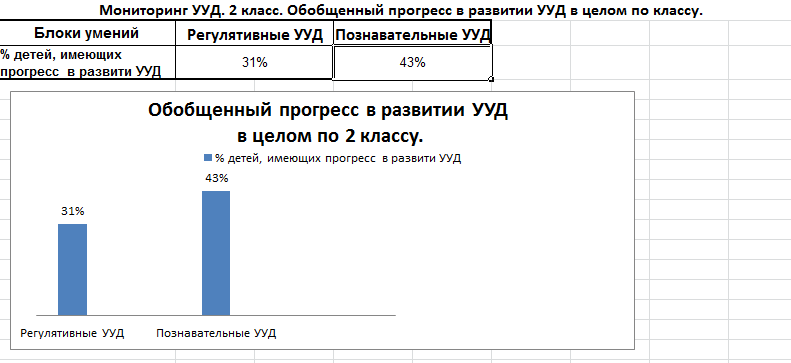 Мониторинг УУД. 2 класс. Обобщенный прогресс в развитии УУД в целом по классу.
Блоки умений Регулятивные УУД Познавательные УУД
% детей, имеющих
прогресс в развити УУД 31% 43%
Обобщенный прогресс в развитии УУД
в целом по 2 классу.
% детей, имеющих прогресс в развити УУД
43%
31%
Регулятивные УУД Познавательные УУД